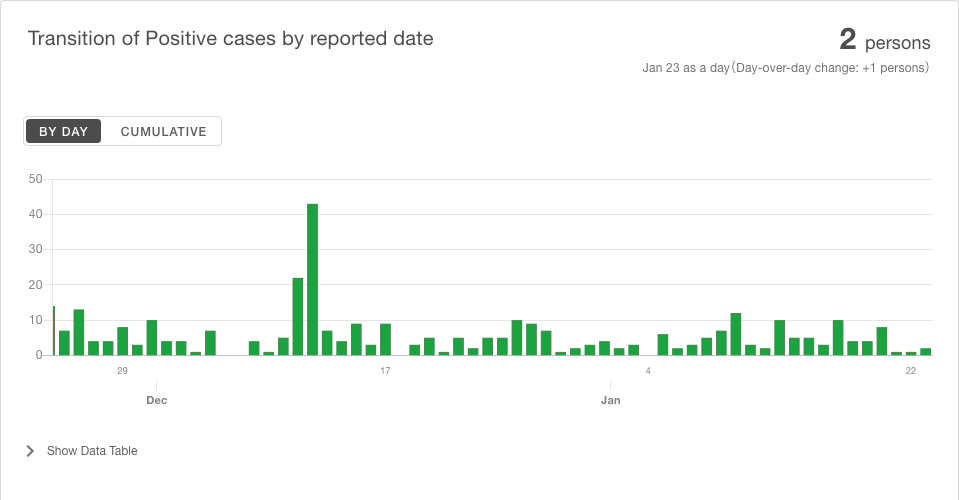 Transition of Positive cases by reported date
2 persons
Jan 23 as a day(Day-over-day change: +1 persons)
BY DAY
CUMULATIVE
50
40
30
20
10
0
29
17
4
22
Dec
Jan
Show Data Table